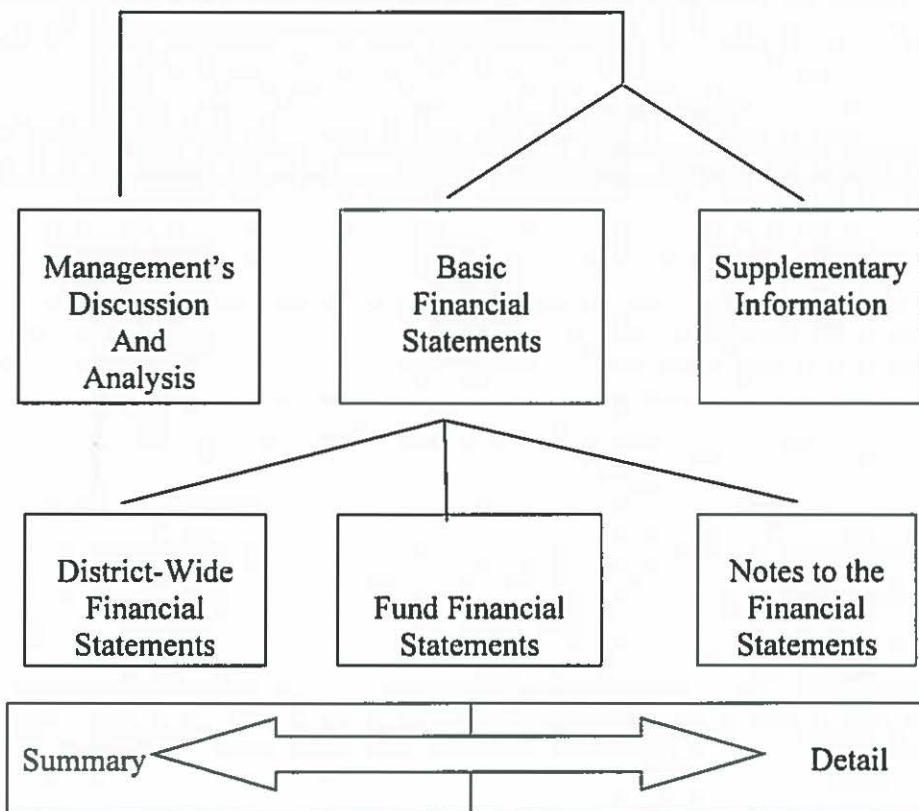 Management's
Discussion
And
Analysis
Basic
Financial
Statements
Supplementary
Information
District-Wide
Financial
Statements
Fund Financial
Statements
Notes to the
Financial
Statements
Summary
Detail